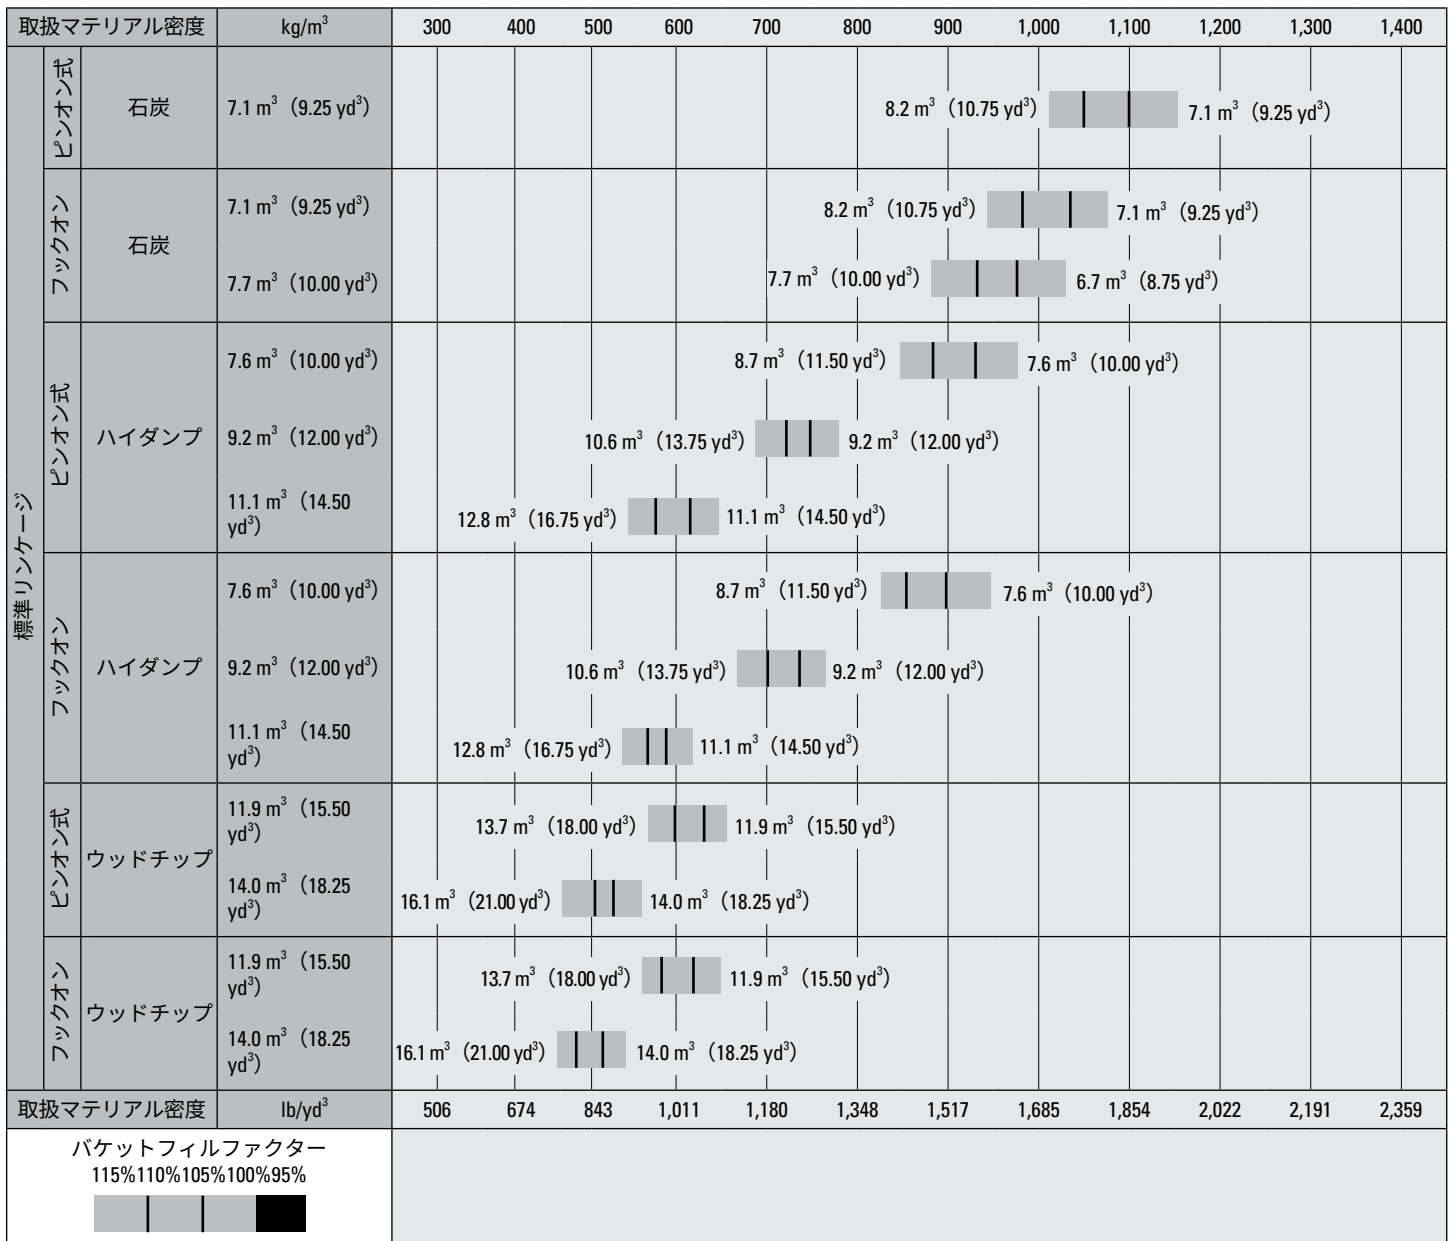 取扱マテリアル密度 kg/m³ 300 400 500 600 700 800 900 1,000 1,100 1,200 1,300 1,400
標準リンケージ
ピンオン式
石炭
7.1 m³（9.25 yd³）
8.2 m³（10.75 yd³） 7.1 m³（9.25 yd³）
フックオン
石炭
7.1 m³（9.25 yd³）
8.2 m³（10.75 yd³） 7.1 m³（9.25 yd³）
7.7 m³（10.00 yd³）
7.7 m³（10.00 yd³） 6.7 m³（8.75 yd³）
ピンオン式
ハイダンプ
7.6 m³（10.00 yd³）
8.7 m³（11.50 yd³） 7.6 m³（10.00 yd³）
9.2 m³（12.00 yd³）
10.6 m³（13.75 yd³） 9.2 m³（12.00 yd³）
11.1 m³（14.50
yd³）
12.8 m³（16.75 yd³） 11.1 m³（14.50 yd³）
フックオン
ハイダンプ
7.6 m³（10.00 yd³）
8.7 m³（11.50 yd³） 7.6 m³（10.00 yd³）
9.2 m³（12.00 yd³）
10.6 m³（13.75 yd³） 9.2 m³（12.00 yd³）
11.1 m³（14.50
yd³）
12.8 m³（16.75 yd³） 11.1 m³（14.50 yd³）
ピンオン式
ウッドチップ
11.9 m³（15.50
yd³）
13.7 m³（18.00 yd³） 11.9 m³（15.50 yd³）
14.0 m³（18.25
yd³）
16.1 m³（21.00 yd³） 14.0 m³（18.25 yd³）
フックオン
ウッドチップ
11.9 m³（15.50
yd³）
13.7 m³（18.00 yd³） 11.9 m³（15.50 yd³）
14.0 m³（18.25
yd³）
16.1 m³（21.00 yd³） 14.0 m³（18.25 yd³）
取扱マテリアル密度 lb/yd³ 506 674 843 1,011 1,180 1,348 1,517 1,685 1,854 2,022 2,191 2,359
バケットフィルファクター
115%110%105%100%95%